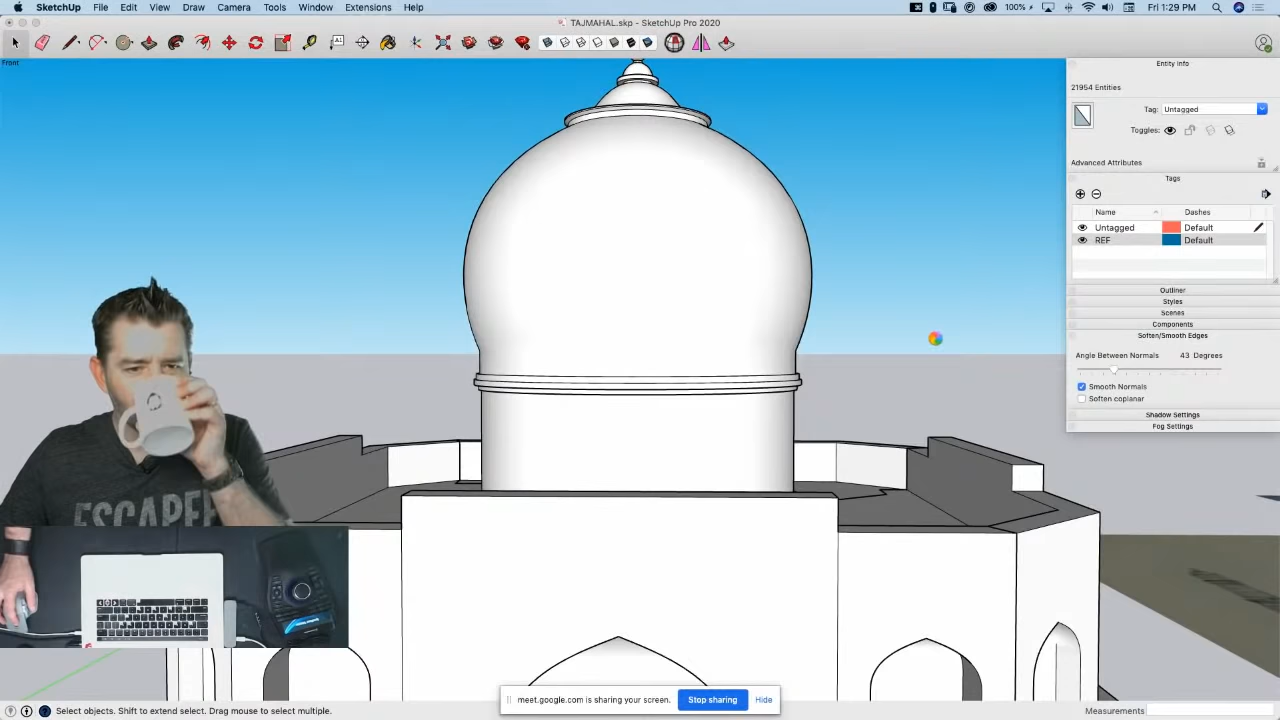 SketchUp File Edit View Draw Camera Tools Window Extensions Help 100% Fri 1:29 PM
TAJMAHAL.skp - SketchUp Pro 2020
Front
Entity Info
21954 Entities
Tag: Untagged
Toggles:
Advanced Attributes
Tags
Name Dashes
Untagged Default
REF Default
Outliner
Styles
Scenes
Components
Soften/Smooth Edges
Angle Between Normals 43 Degrees
Smooth Normals
Soften coplanar
Shadow Settings
Fog Settings
ESCAPE
meet.google.com is sharing your screen. Stop sharing Hide
Select objects. Shift to extend select. Drag mouse to select multiple. Measurements